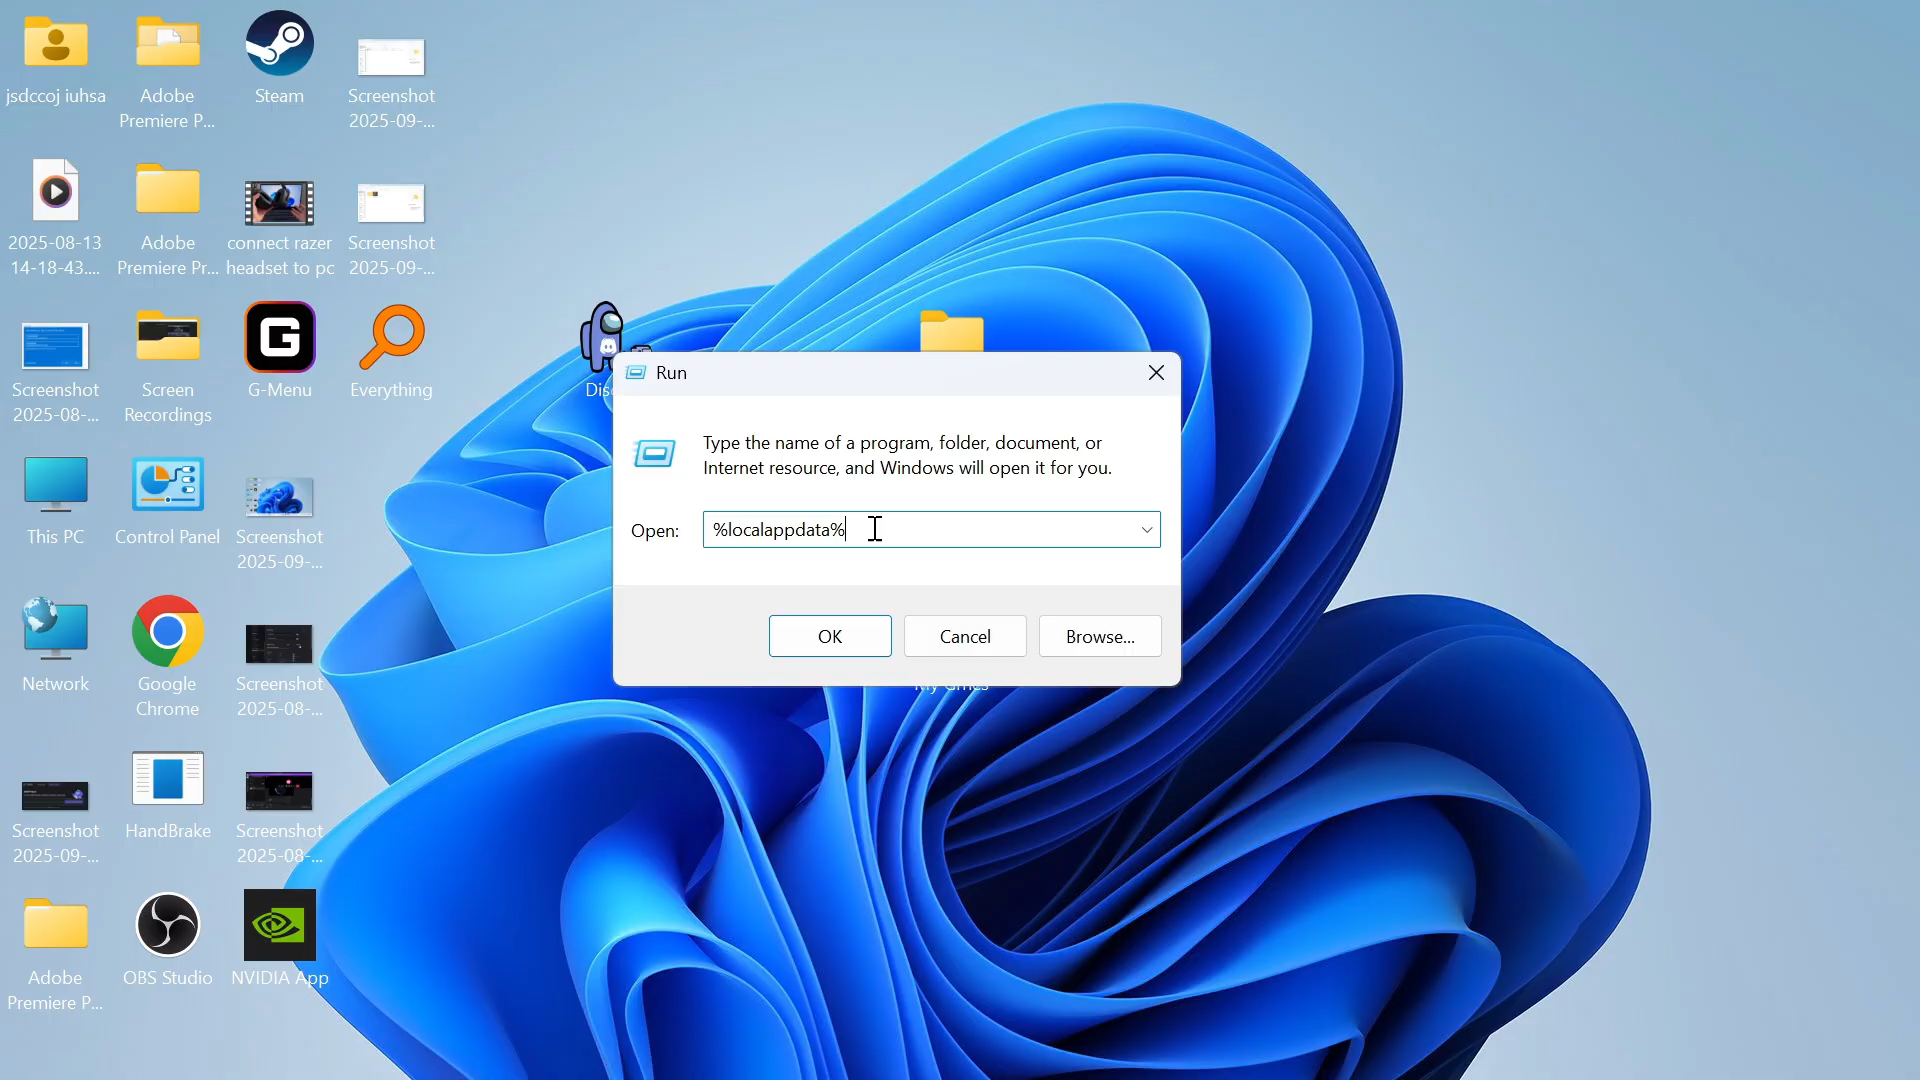 jsdccoj iuhsa
Adobe
Premiere P...
Steam
Screenshot
2025-09-...
2025-08-13
14-18-43....
Adobe
Premiere Pr...
connect razer
headset to pc
Screenshot
2025-09-...
Screenshot
2025-08-...
Screen
Recordings
G-Menu
Everything
This PC
Control Panel
Screenshot
2025-09-...
Network
Google
Chrome
Screenshot
2025-08-...
Screenshot
2025-09-...
HandBrake
Screenshot
2025-08-...
Adobe
Premiere P...
OBS Studio
NVIDIA App
Run
Type the name of a program, folder, document, or
Internet resource, and Windows will open it for you.
Open:
%localappdata%
OK
Cancel
Browse...